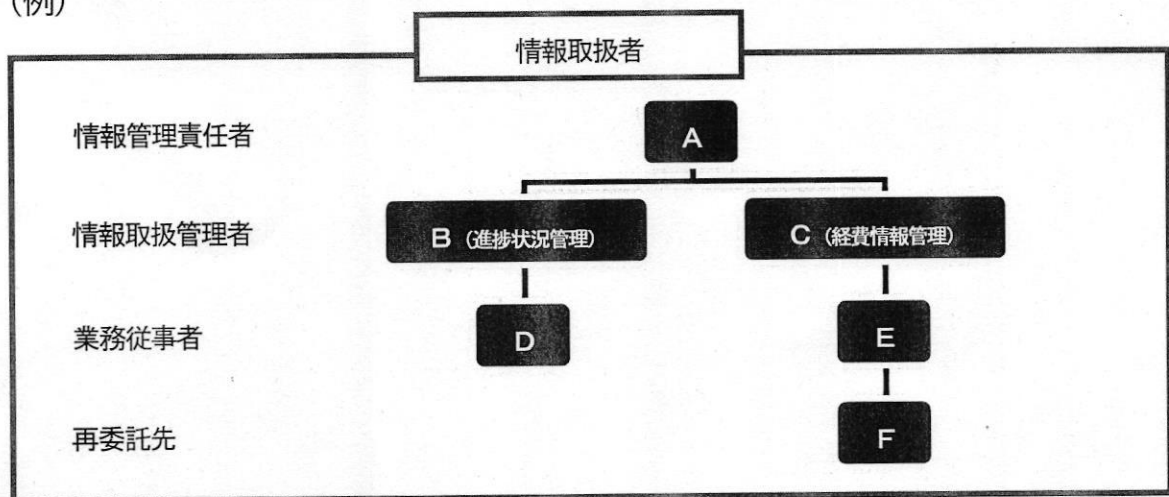 (例)
情報取扱者
情報管理責任者 A
情報取扱管理者 B (進捗状況管理) C (経費情報管理)
業務従事者 D E
再委託先 F